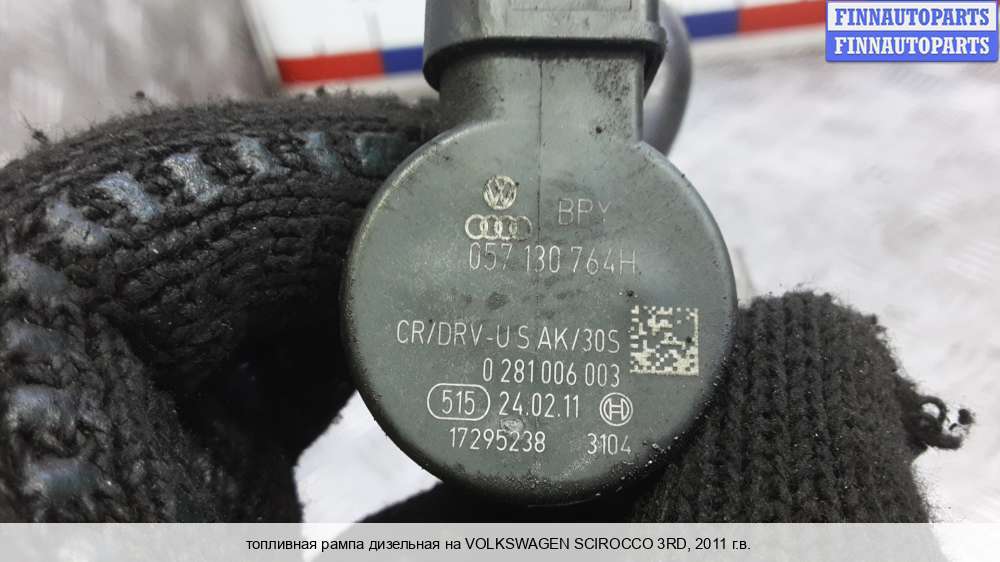 FINNAUTOPARTS
FINNAUTOPARTS
BPY
057 130 764H
CR/DRV-U S AK/30S
0 281 006 003
515 24.02.11
17295238 3104
топливная рампа дизельная на VOLKSWAGEN SCIROCCO 3RD, 2011 г.в.